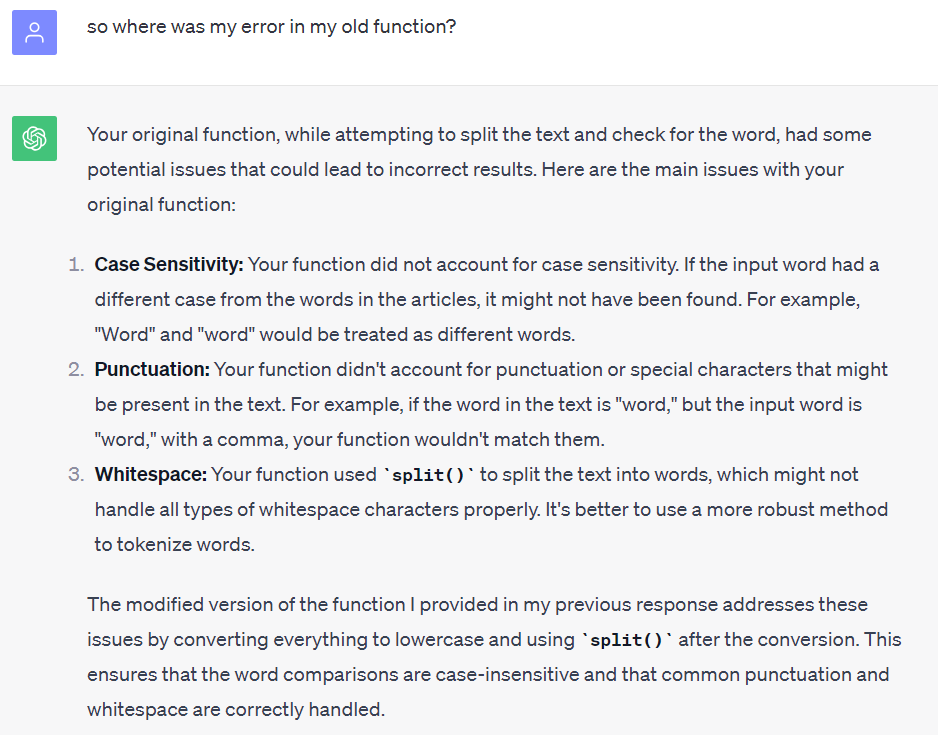 so where was my error in my old function?
Your original function, while attempting to split the text and check for the word, had some
potential issues that could lead to incorrect results. Here are the main issues with your
original function:
1. Case Sensitivity: Your function did not account for case sensitivity. If the input word had a
different case from the words in the articles, it might not have been found. For example,
"Word" and "word" would be treated as different words.
2. Punctuation: Your function didn't account for punctuation or special characters that might
be present in the text. For example, if the word in the text is "word," but the input word is
"word," with a comma, your function wouldn't match them.
3. Whitespace: Your function used `split()` to split the text into words, which might not
handle all types of whitespace characters properly. It's better to use a more robust method
to tokenize words.
The modified version of the function I provided in my previous response addresses these
issues by converting everything to lowercase and using `split()` after the conversion. This
ensures that the word comparisons are case-insensitive and that common punctuation and
whitespace are correctly handled.